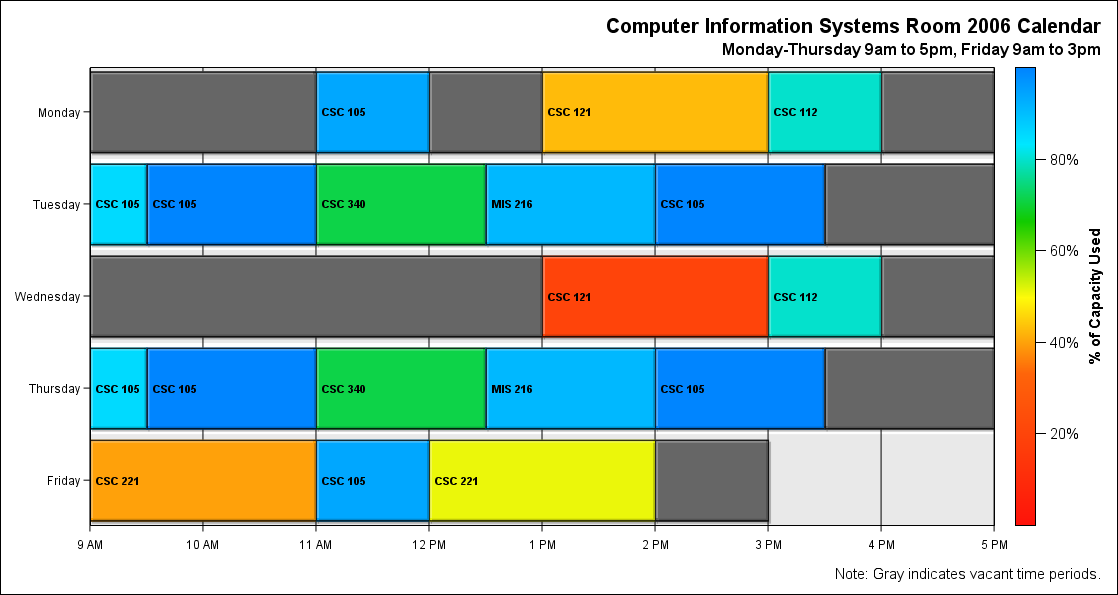 Computer Information Systems Room 2006 Calendar
Monday-Thursday 9am to 5pm, Friday 9am to 3pm
Monday
CSC 105
CSC 121
CSC 112
Tuesday
CSC 105
CSC 105
CSC 340
MIS 216
CSC 105
Wednesday
CSC 121
CSC 112
Thursday
CSC 105
CSC 105
CSC 340
MIS 216
CSC 105
Friday
CSC 221
CSC 105
CSC 221
9 AM
10 AM
11 AM
12 PM
1 PM
2 PM
3 PM
4 PM
5 PM
80%
60%
40%
20%
% of Capacity Used
Note: Gray indicates vacant time periods.